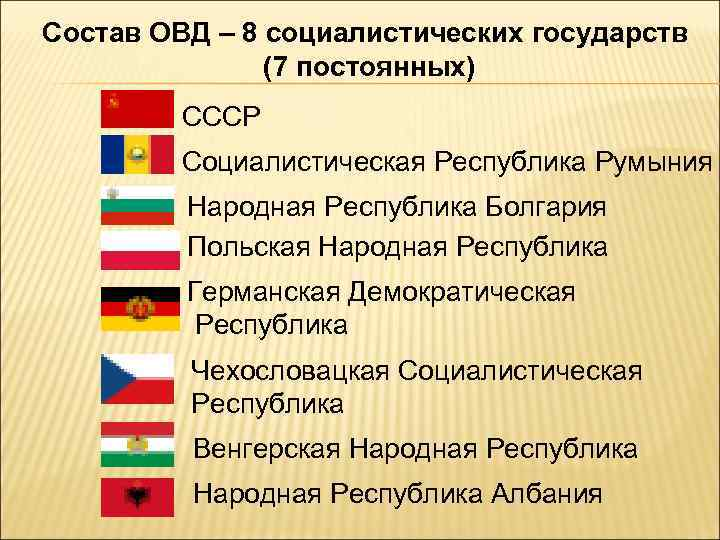 Состав ОВД – 8 социалистических государств
(7 постоянных)
СССР
Социалистическая Республика Румыния
Народная Республика Болгария
Польская Народная Республика
Германская Демократическая
Республика
Чехословацкая Социалистическая
Республика
Венгерская Народная Республика
Народная Республика Албания